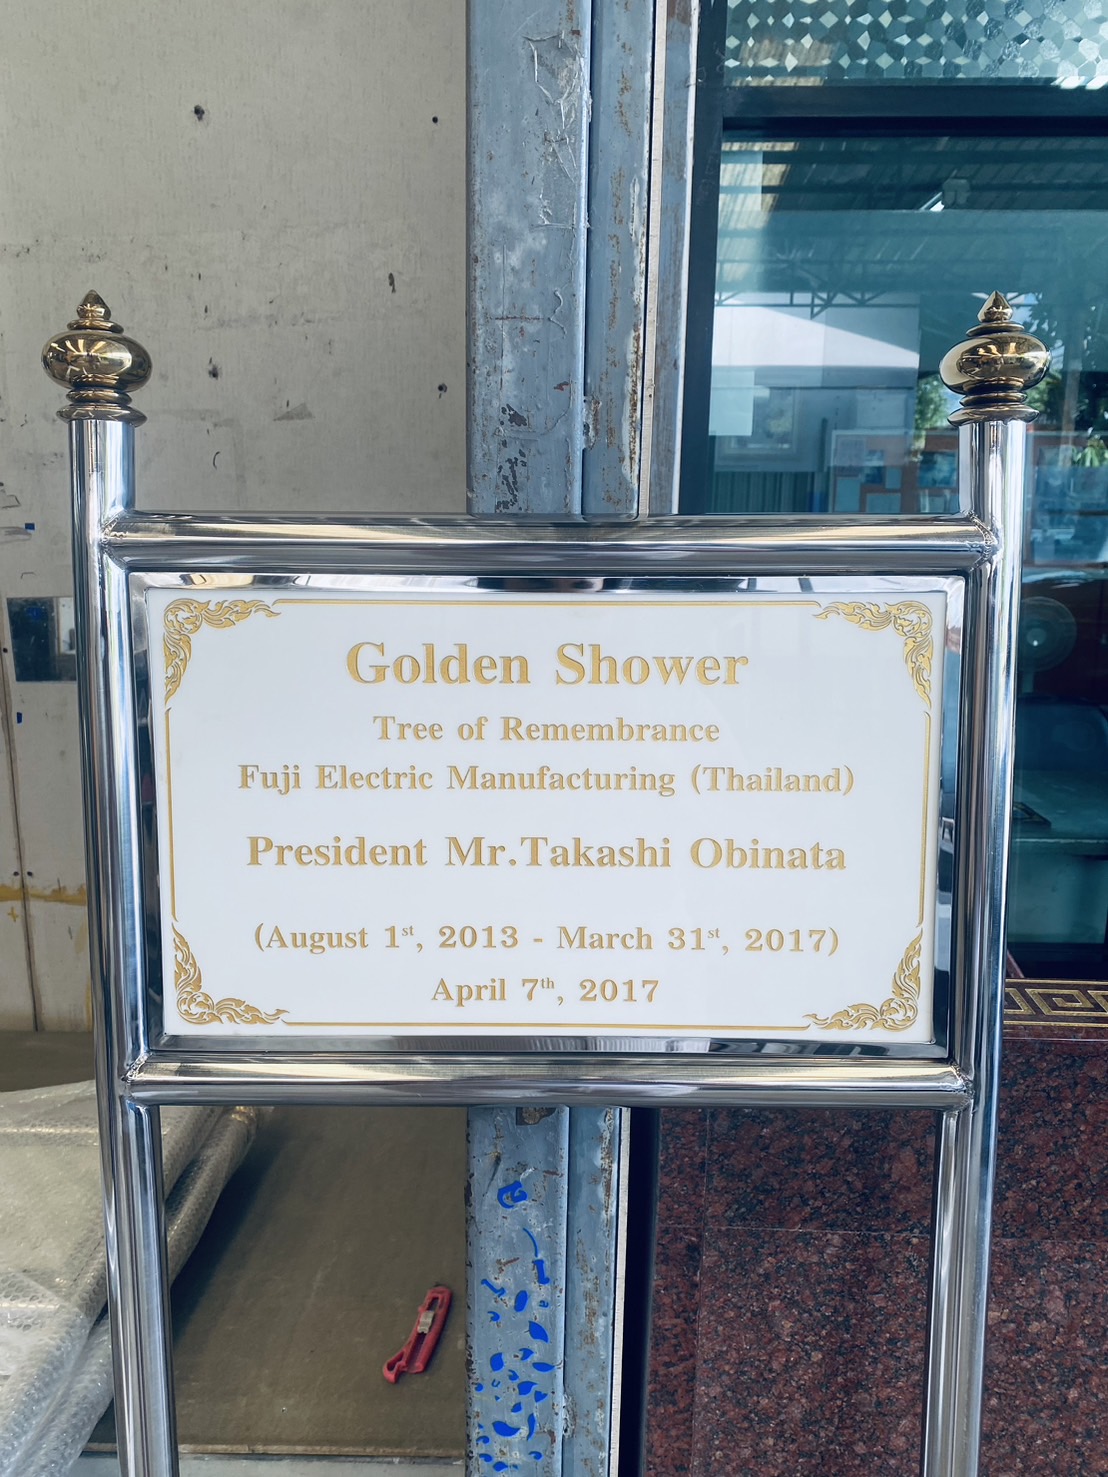 Golden Shower
Tree of Remembrance
Fuji Electric Manufacturing (Thailand)
President Mr.Takashi Obinata
(August 1st, 2013 - March 31st, 2017)
April 7th, 2017